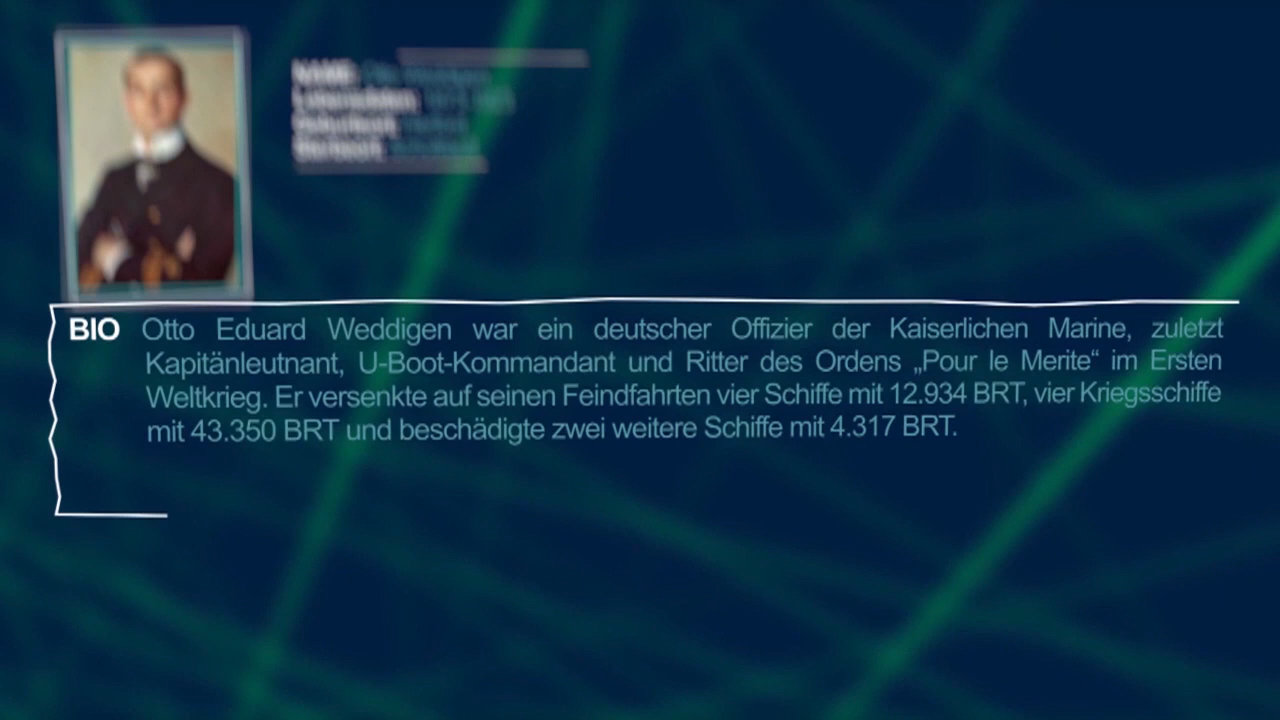 NAME:
BIO Otto Eduard Weddigen war ein deutscher Offizier der Kaiserlichen Marine, zuletzt
Kapitänleutnant, U-Boot-Kommandant und Ritter des Ordens „Pour le Merite“ im Ersten
Weltkrieg. Er versenkte auf seinen Feindfahrten vier Schiffe mit 12.934 BRT, vier Kriegsschiffe
mit 43.350 BRT und beschädigte zwei weitere Schiffe mit 4.317 BRT.